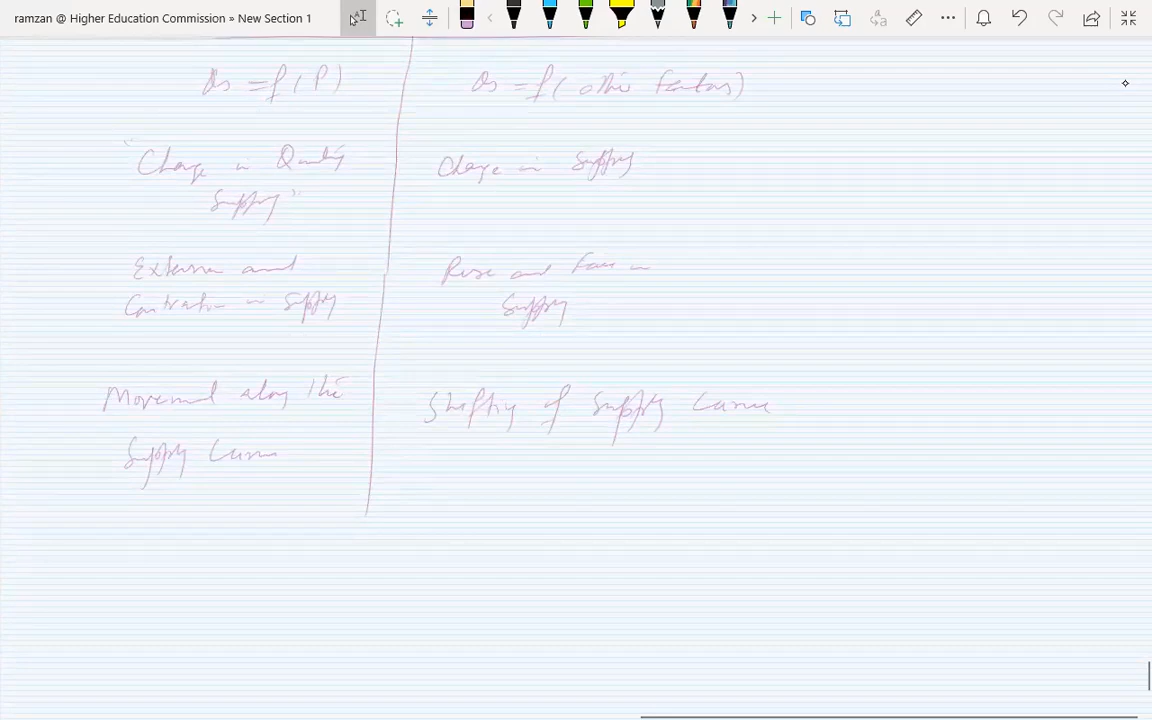 ramzan @ Higher Education Commission » New Section 1
Qs = f(P)
Qs = f( other Factors)
"Change in Quantity
Supply"
Change in Supply
Extension and
Contraction in Supply
Rise and Fall in
Supply
Movement along the
Supply Curve
Shifting of Supply Curve